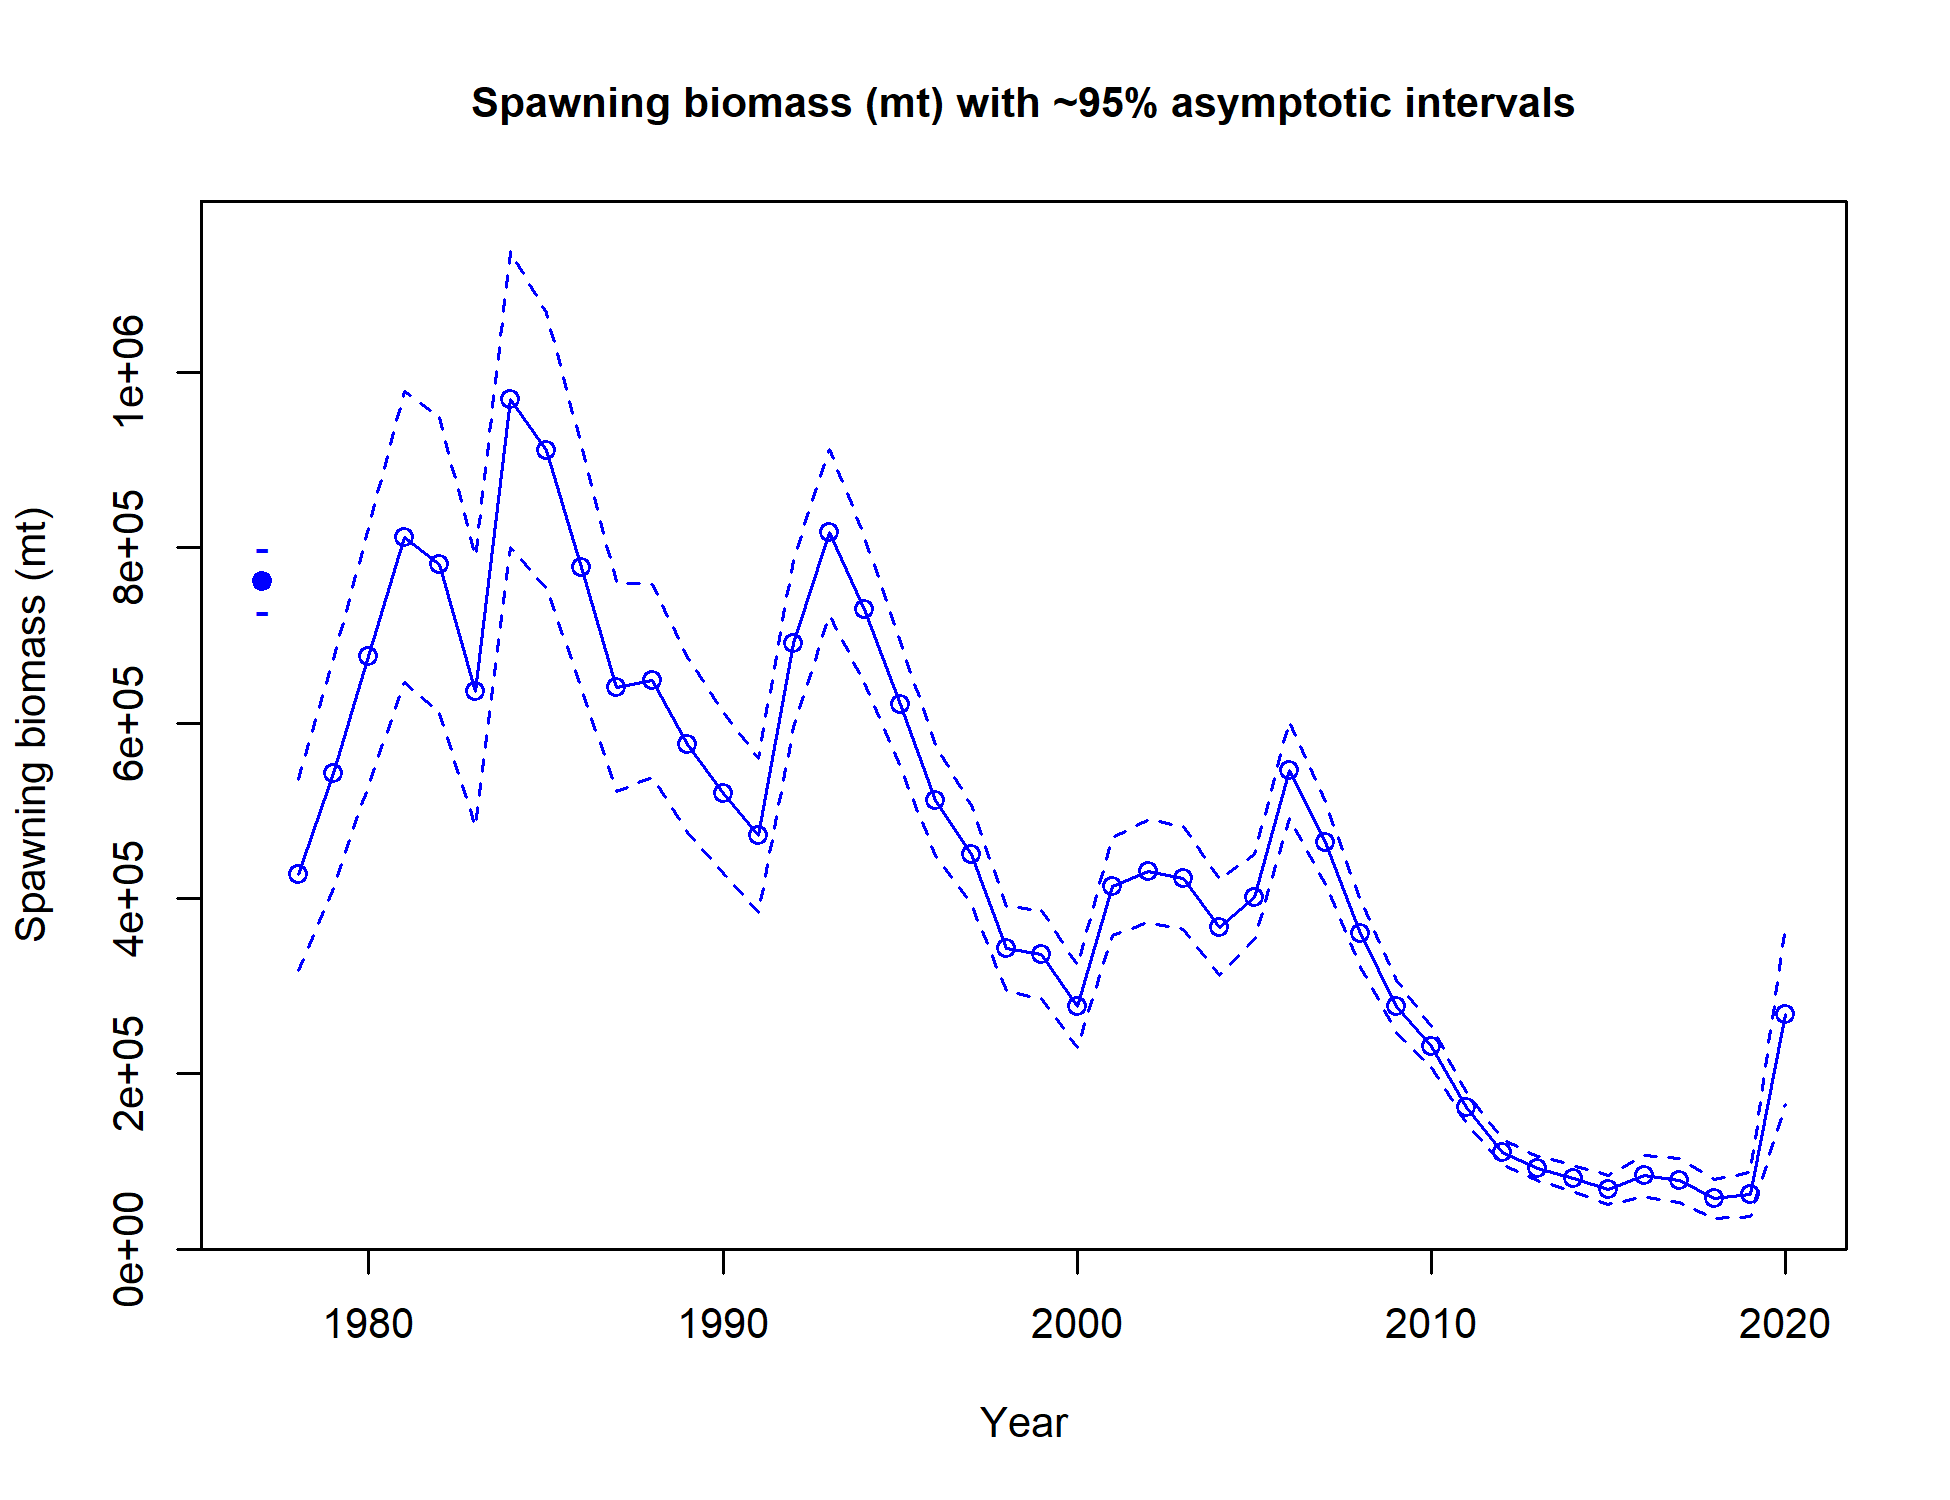 Spawning biomass (mt) with ~95% asymptotic intervals
Spawning biomass (mt)
1e+06
8e+05
6e+05
4e+05
2e+05
0e+00
1980 1990 2000 2010 2020
Year